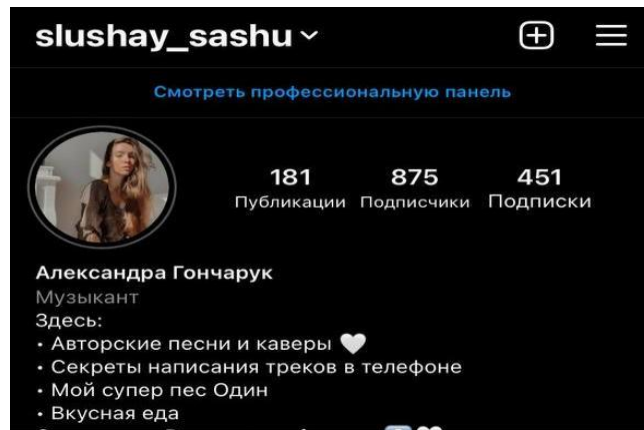 slushay_sashu
Смотреть профессиональную панель
181 875 451
Публикации Подписчики Подписки
Александра Гончарук
Музыкант
Здесь:
• Авторские песни и каверы 🤍
• Секреты написания треков в телефоне
• Мой супер пес Один
• Вкусная еда